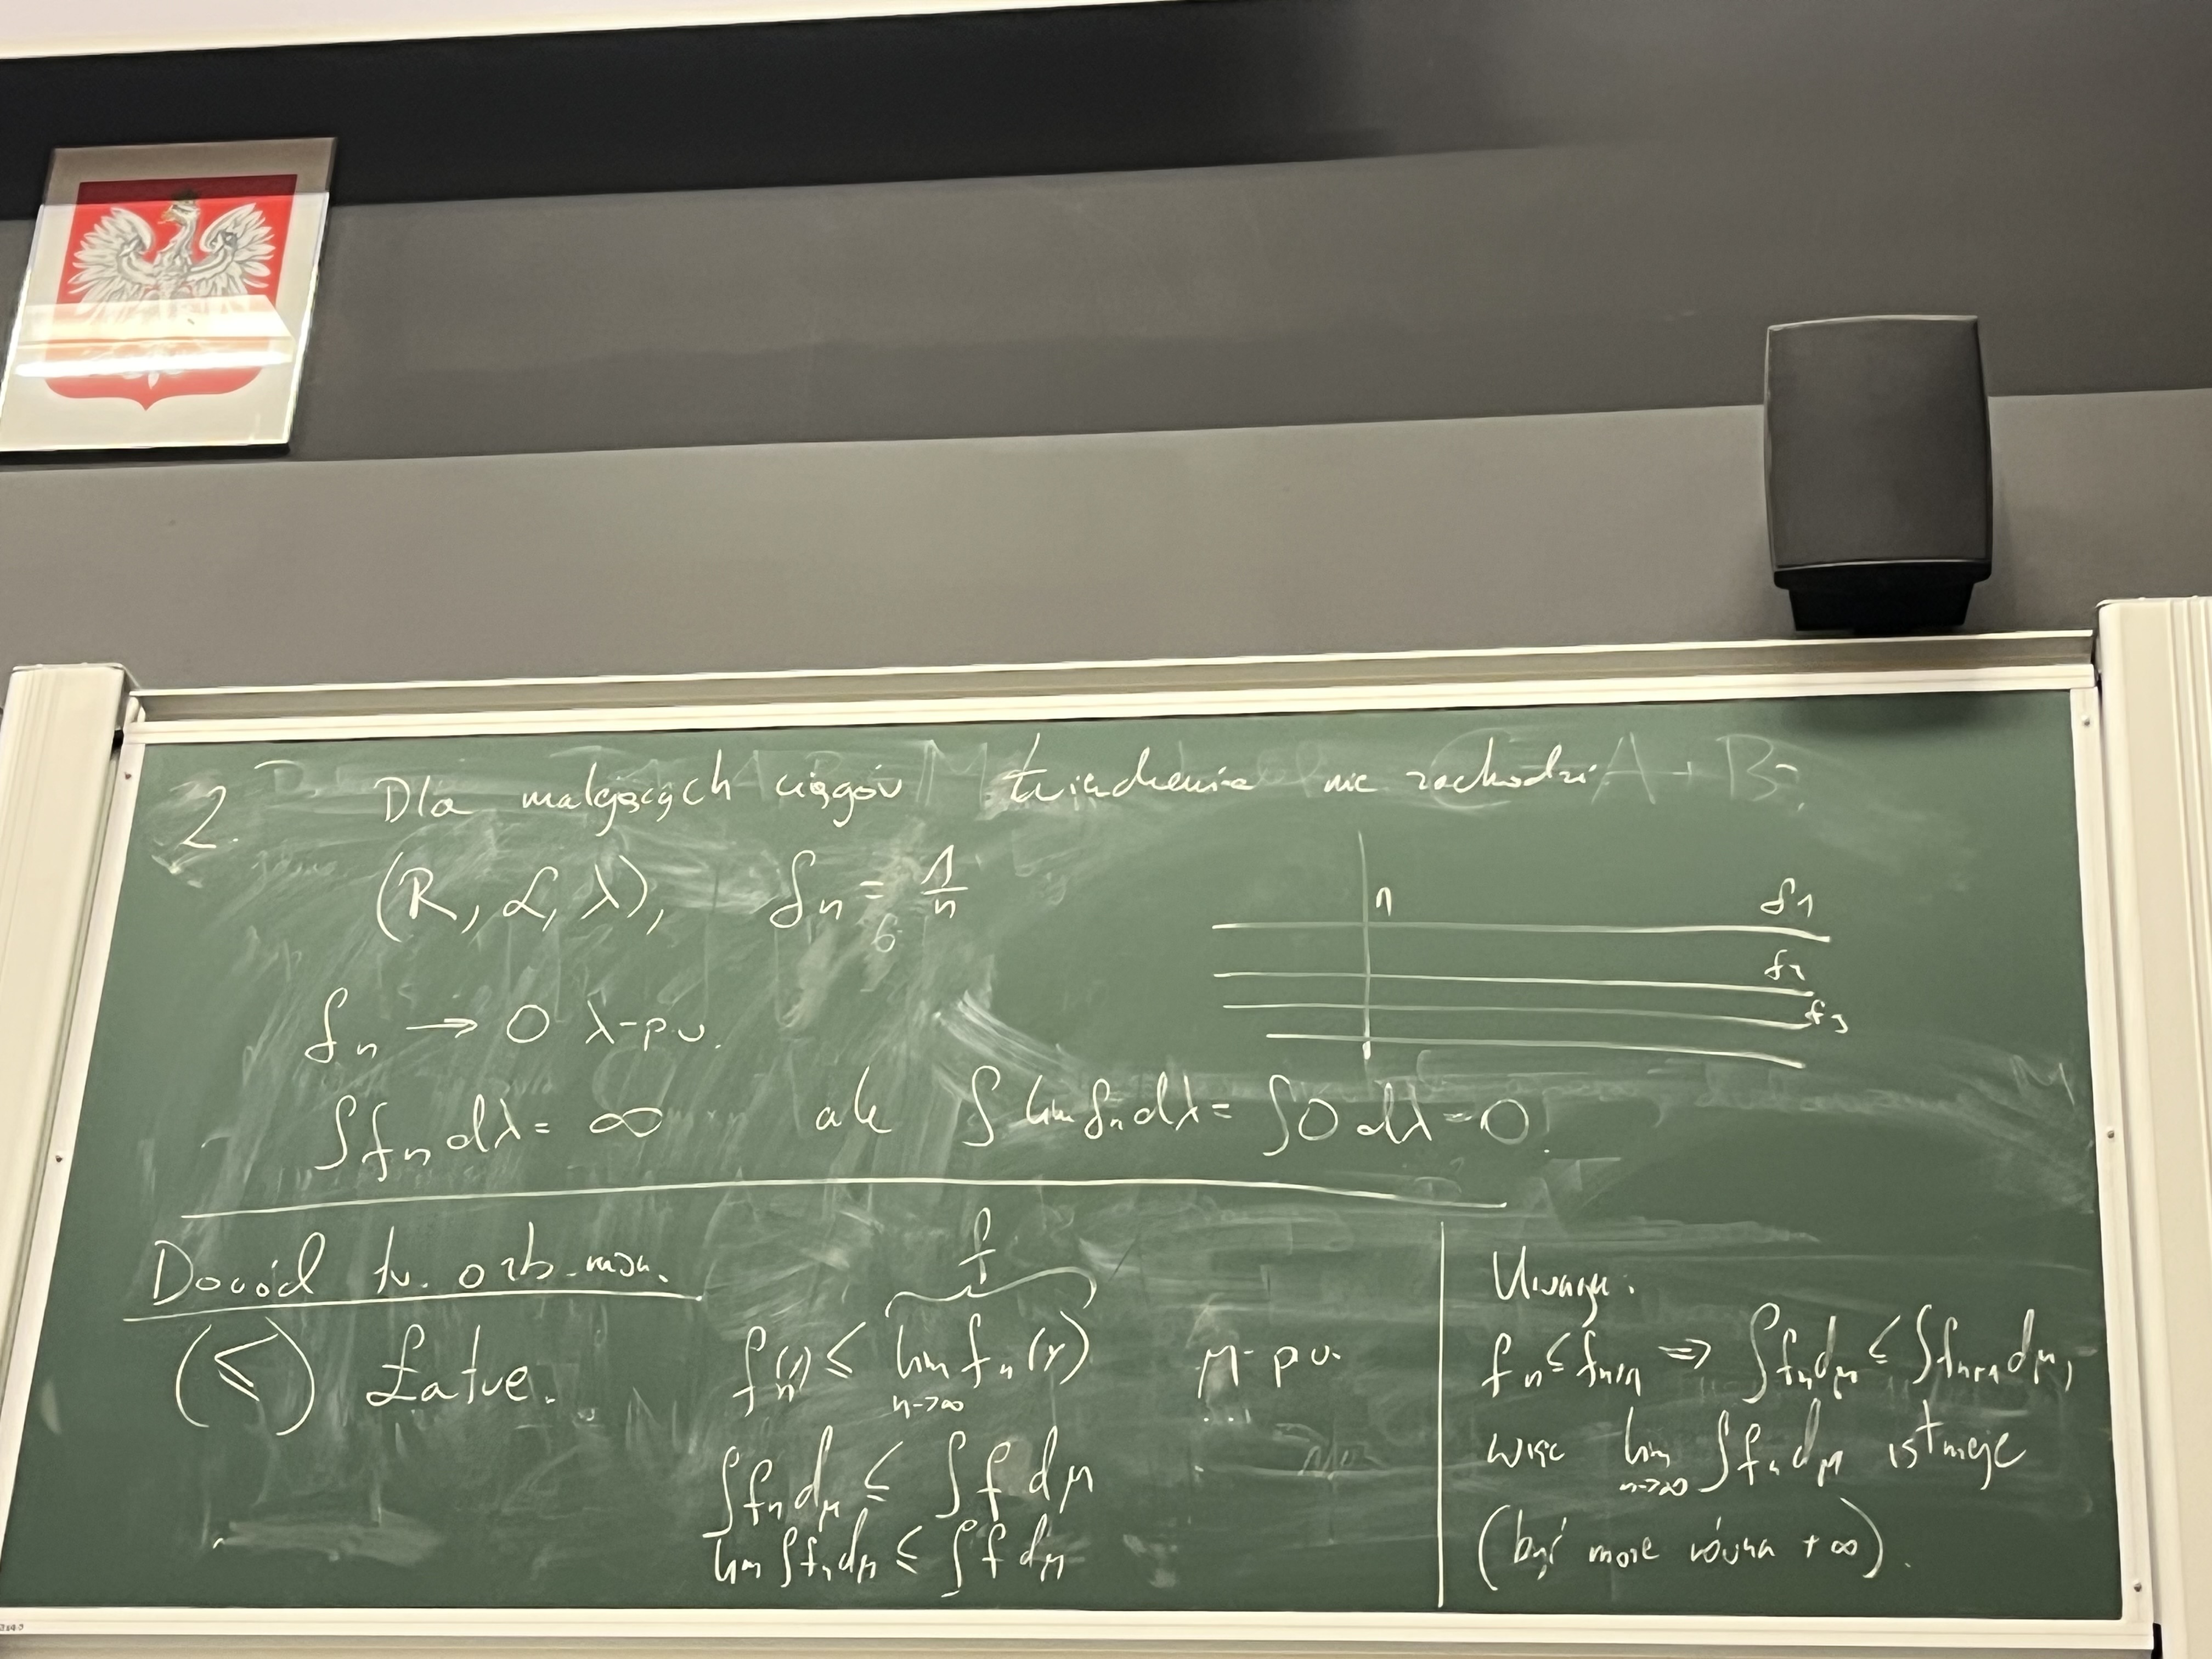 2. Dla malejących ciągów twierdzenie nie zachodzi
(R, ℒ, λ), fn = 1/n
1 f1
f2
f3
fn → 0 λ-p.w.
∫ fn dλ = ∞ ale ∫ lim fn dλ = ∫ 0 dλ = 0.
Dowód tw. o zb. mon.
f
(≤) Łatwe. fn(x) ≤ lim n→∞ fn(x) μ-p.w.
∫ fn dμ ≤ ∫ f dμ
lim ∫ fn dμ ≤ ∫ f dμ
Uwaga.
fn ≤ fn+1 ⇒ ∫ fn dμ ≤ ∫ fn+1 dμ,
więc lim n→∞ ∫ fn dμ istnieje
(być może równa +∞).